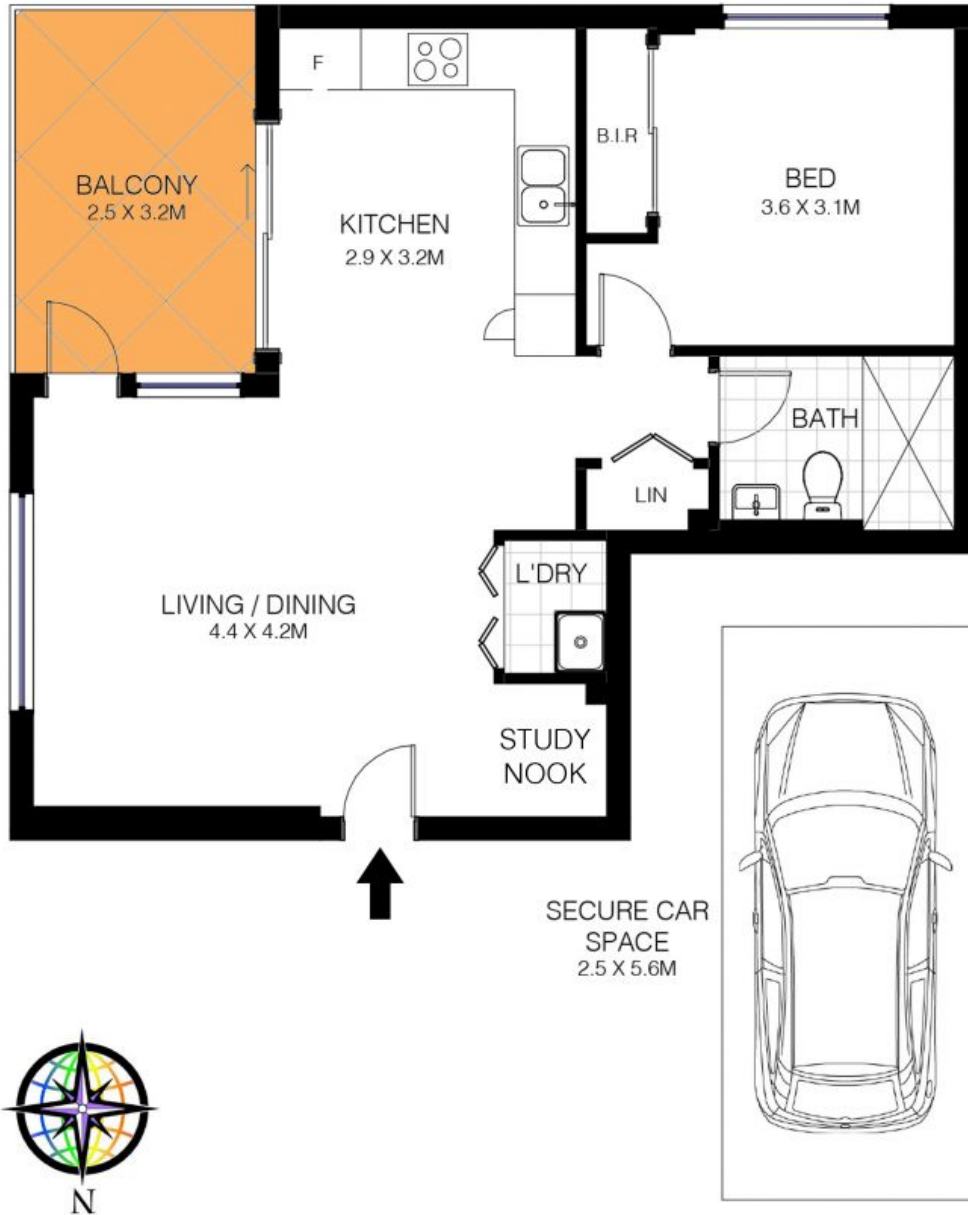 F
B.I.R
BALCONY
2.5 X 3.2M
BED
3.6 X 3.1M
KITCHEN
2.9 X 3.2M
BATH
LIN
L'DRY
LIVING / DINING
4.4 X 4.2M
STUDY
NOOK
SECURE CAR
SPACE
2.5 X 5.6M
N